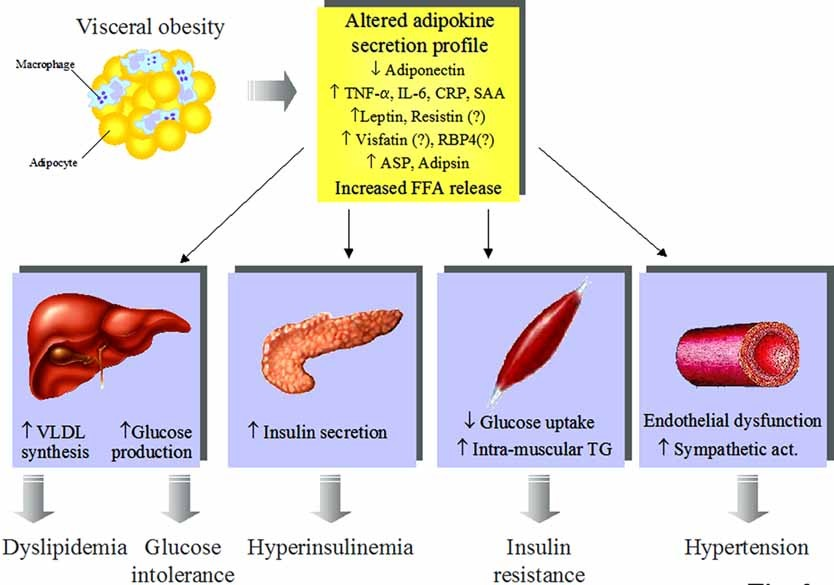 Visceral obesity
Macrophage
Adipocyte
Altered adipokine
secretion profile
↓ Adiponectin
↑ TNF-α, IL-6, CRP, SAA
↑Leptin, Resistin (?)
↑ Visfatin (?), RBP4(?)
↑ ASP, Adipsin
Increased FFA release
↑ VLDL
synthesis
↑Glucose
production
↑ Insulin secretion
↓ Glucose uptake
↑ Intra-muscular TG
Endothelial dysfunction
↑ Sympathetic act.
Dyslipidemia
Glucose
intolerance
Hyperinsulinemia
Insulin
resistance
Hypertension